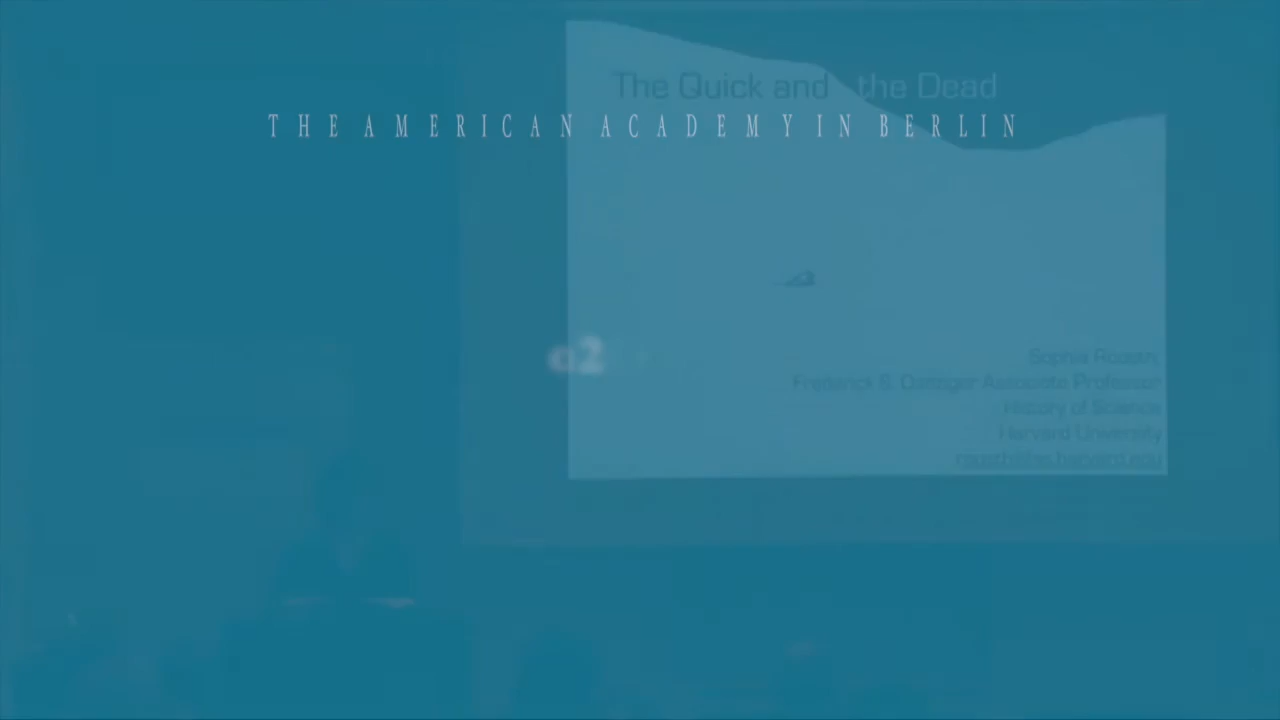 The Quick and the Dead
THE AMERICAN ACADEMY IN BERLIN
a2
Sophia Roosth,
Frederick S. Danziger Associate Professor
History of Science
Harvard University